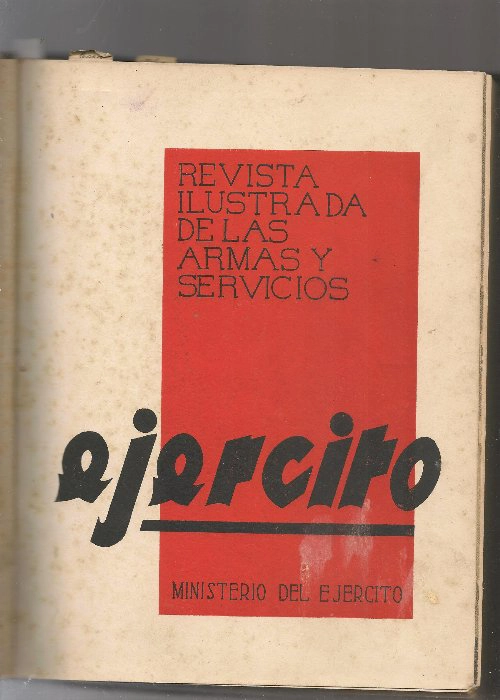 REVISTA
ILUSTRADA
DE LAS
ARMAS Y
SERVICIOS
ejercito
MINISTERIO DEL EJERCITO